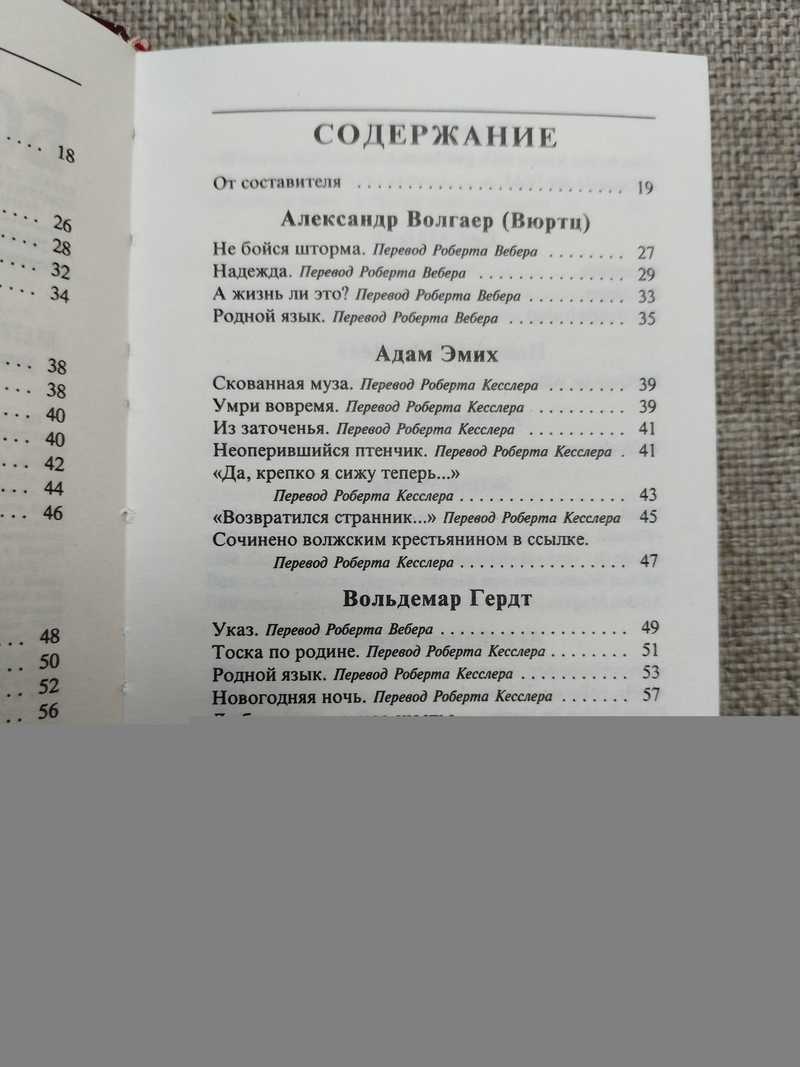 18
26
28
32
34
38
38
40
40
42
44
46
48
50
52
56
СОДЕРЖАНИЕ
От составителя . . . . . . . . . . . . . . . . . . . . . . . . . . 19
Александр Волгаер (Вюртц)
Не бойся шторма. Перевод Роберта Вебера . . . . . . . . 27
Надежда. Перевод Роберта Вебера . . . . . . . . . . . . . . 29
А жизнь ли это? Перевод Роберта Вебера . . . . . . . . . . 33
Родной язык. Перевод Роберта Вебера . . . . . . . . . . . . 35
Адам Эмих
Скованная муза. Перевод Роберта Кесслера . . . . . . . . 39
Умри вовремя. Перевод Роберта Кесслера . . . . . . . . . 39
Из заточенья. Перевод Роберта Кесслера . . . . . . . . . . 41
Неоперившийся птенчик. Перевод Роберта Кесслера . 41
«Да, крепко я сижу теперь...»
Перевод Роберта Кесслера . . . . . . . . . . . . . . . . . 43
«Возвратился странник...» Перевод Роберта Кесслера 45
Сочинено волжским крестьянином в ссылке.
Перевод Роберта Кесслера . . . . . . . . . . . . . . . . . 47
Вольдемар Гердт
Указ. Перевод Роберта Вебера . . . . . . . . . . . . . . . . . . . 49
Тоска по родине. Перевод Роберта Кесслера . . . . . . . . 51
Родной язык. Перевод Роберта Кесслера . . . . . . . . . . . 53
Новогодняя ночь. Перевод Роберта Кесслера . . . . . . . 57